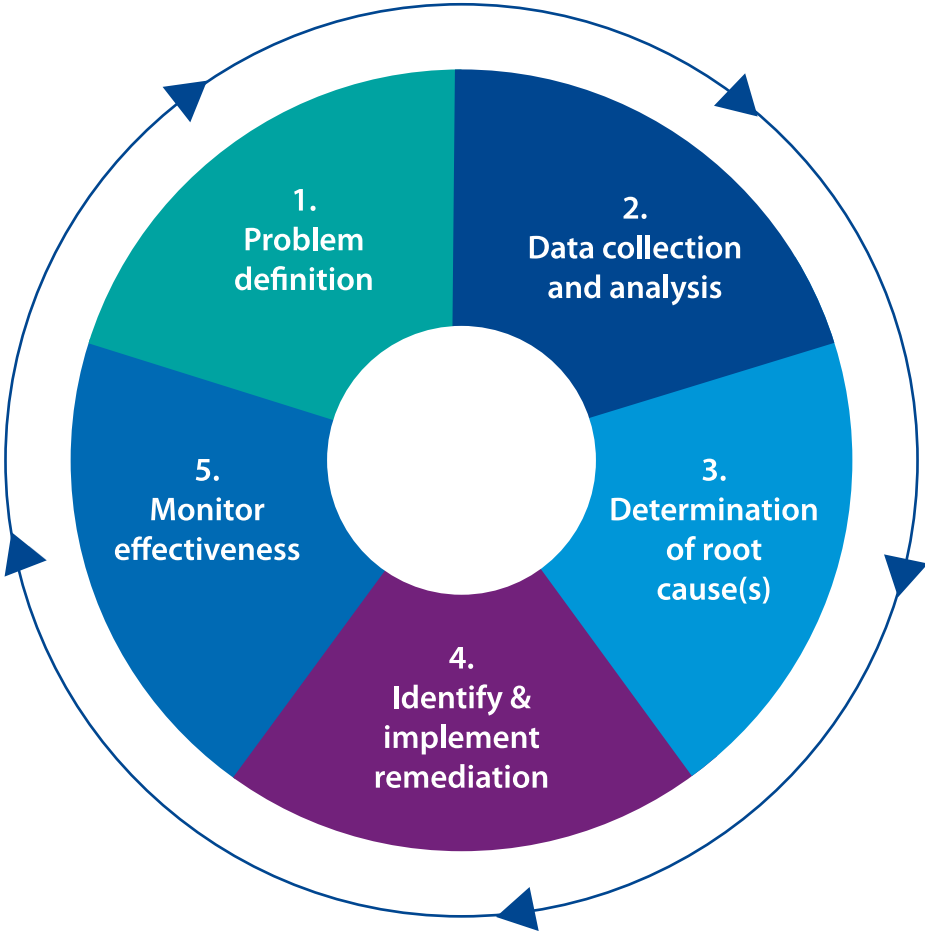 1.
Problem
definition
2.
Data collection
and analysis
3.
Determination
of root
cause(s)
4.
Identify &
implement
remediation
5.
Monitor
effectiveness